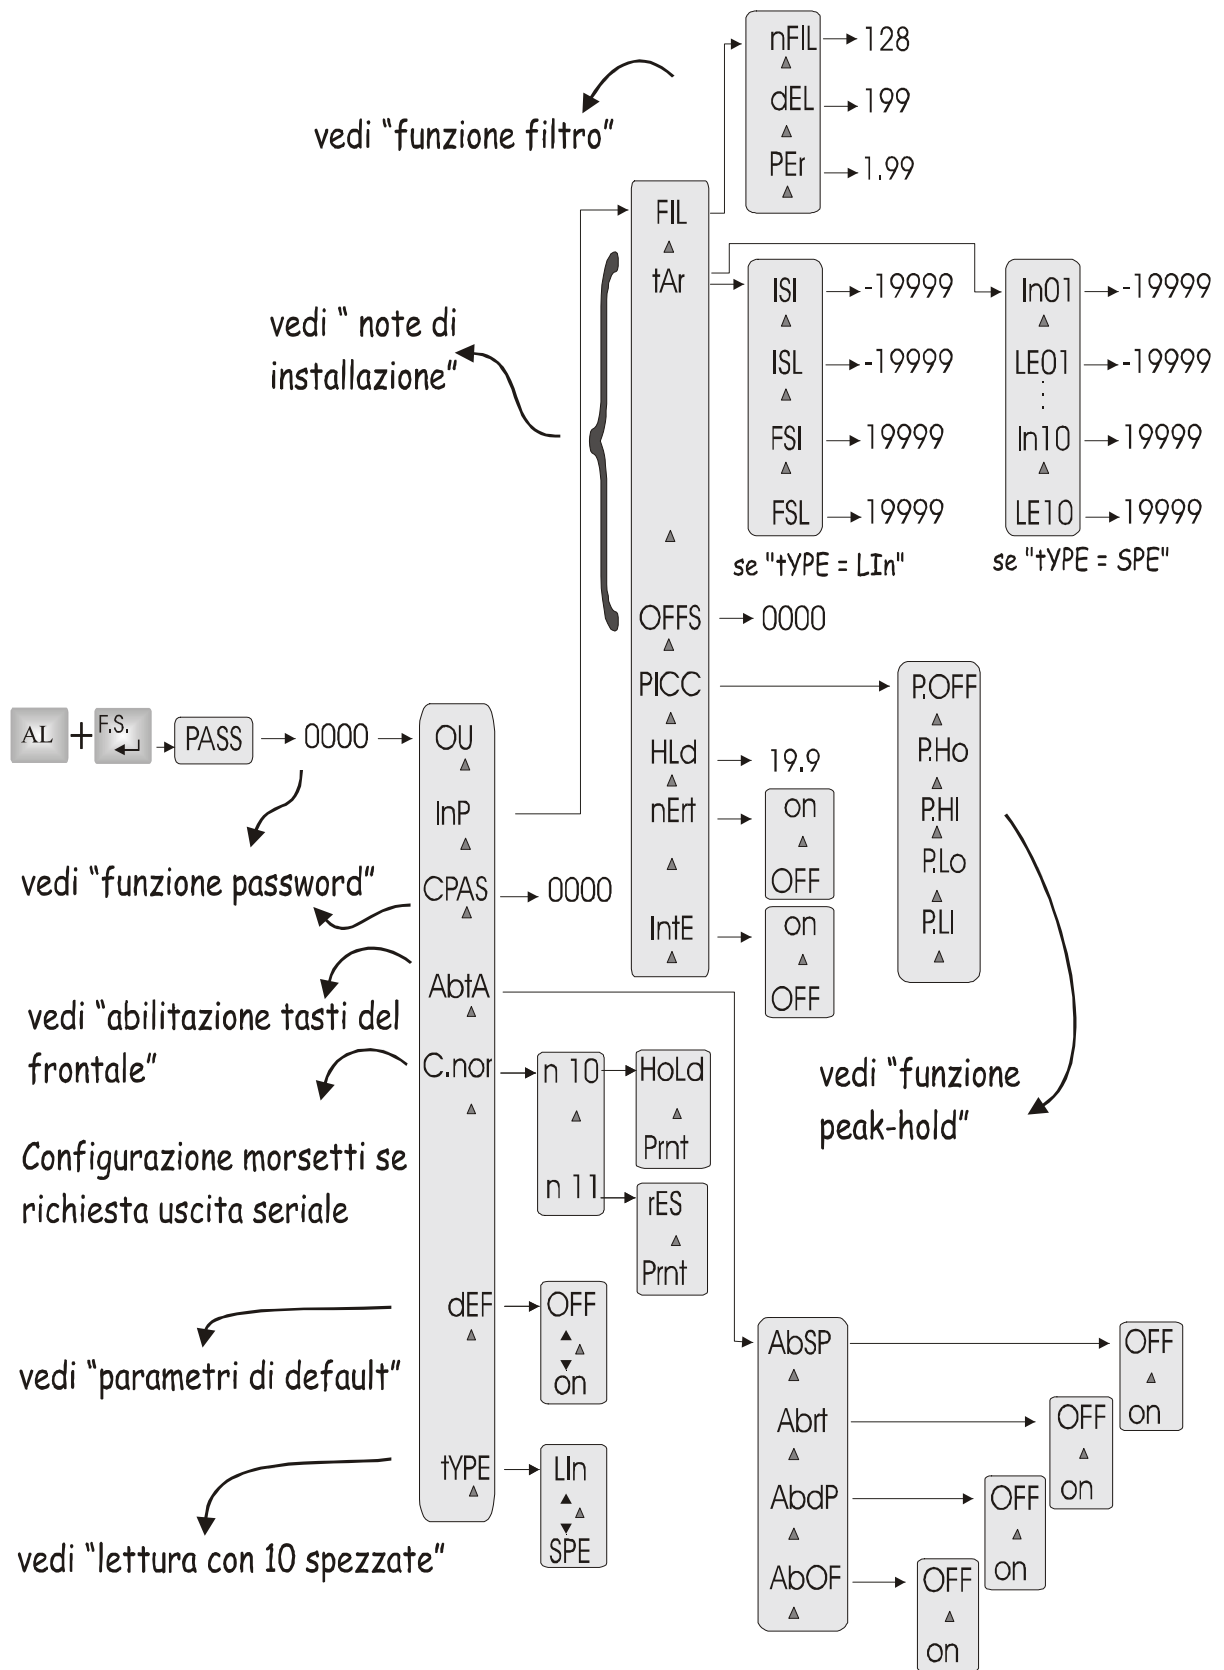 nFIL 128
dEL 199
PEr 1.99
vedi “funzione filtro”
FIL
tAr
ISI -19999
ISL -19999
FSI 19999
FSL 19999
se "tYPE = LIn"
In01 -19999
LE01 -19999
In10 19999
LE10 19999
se "tYPE = SPE"
vedi “ note di
installazione”
OFFS 0000
PICC
HLd 19.9
nErt
on
OFF
IntE
on
OFF
P.OFF
P.Ho
P.HI
P.Lo
P.LI
vedi “funzione
peak-hold”
AL + F.S. PASS 0000
OU
InP
CPAS 0000
AbtA
C.nor
dEF
tYPE
vedi “funzione password”
vedi “abilitazione tasti del
frontale”
Configurazione morsetti se
richiesta uscita seriale
vedi “parametri di default”
vedi “lettura con 10 spezzate”
n 10
n 11
HoLd
Prnt
rES
Prnt
OFF
on
LIn
SPE
AbSP
Abrt
AbdP
AbOF
OFF
on
OFF
on
OFF
on
OFF
on